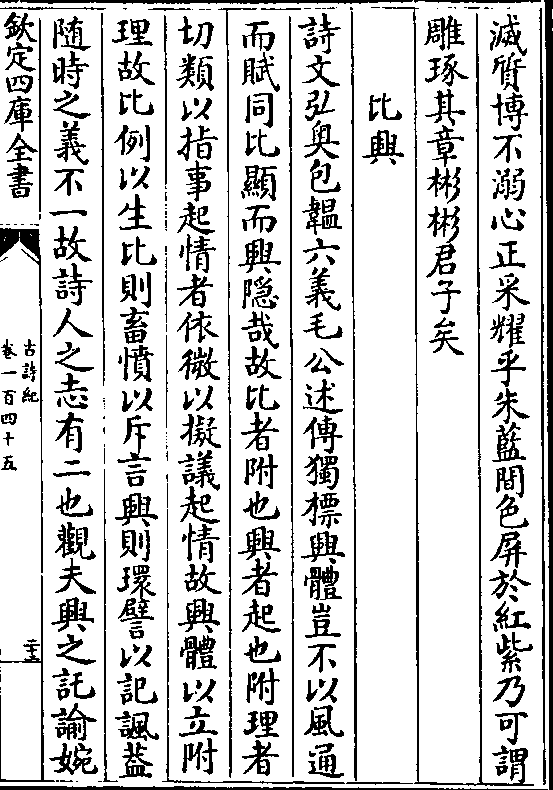 滅質博不溺心正采耀乎朱藍間色屏於紅紫乃可謂
雕琢其章彬彬君子矣
比興
詩文弘奧包韞六義毛公述傳獨標興體豈不以風通
而賦同比顯而興隱哉故比者附也興者起也附理者
切類以指事起情者依微以擬議起情故興體以立附
理故比例以生比則畜憤以斥言興則環譬以記諷葢
随時之義不一故詩人之志有二也觀夫興之託諭婉
欽定四庫全書
古詩紀
卷一百四十五
二十五